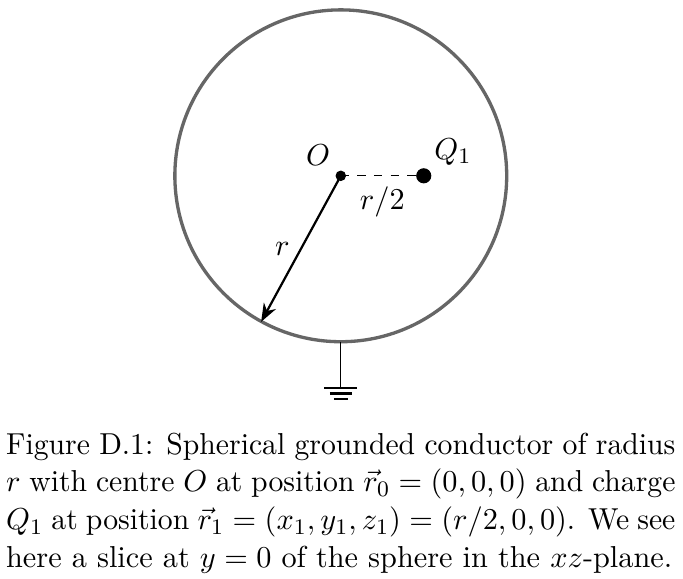 O
Q₁
r/2
r
Figure D.1: Spherical grounded conductor of radius
r with centre O at position r⃗₀ = (0, 0, 0) and charge
Q₁ at position r⃗₁ = (x₁, y₁, z₁) = (r/2, 0, 0). We see
here a slice at y = 0 of the sphere in the xz-plane.